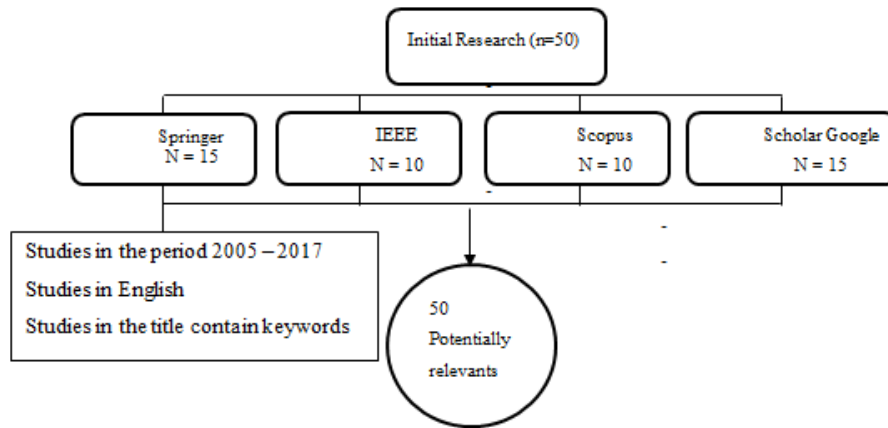 Initial Research (n=50)
Springer
N = 15
IEEE
N = 10
Scopus
N = 10
Scholar Google
N = 15
Studies in the period 2005 – 2017
Studies in English
Studies in the title contain keywords
50
Potentially
relevants